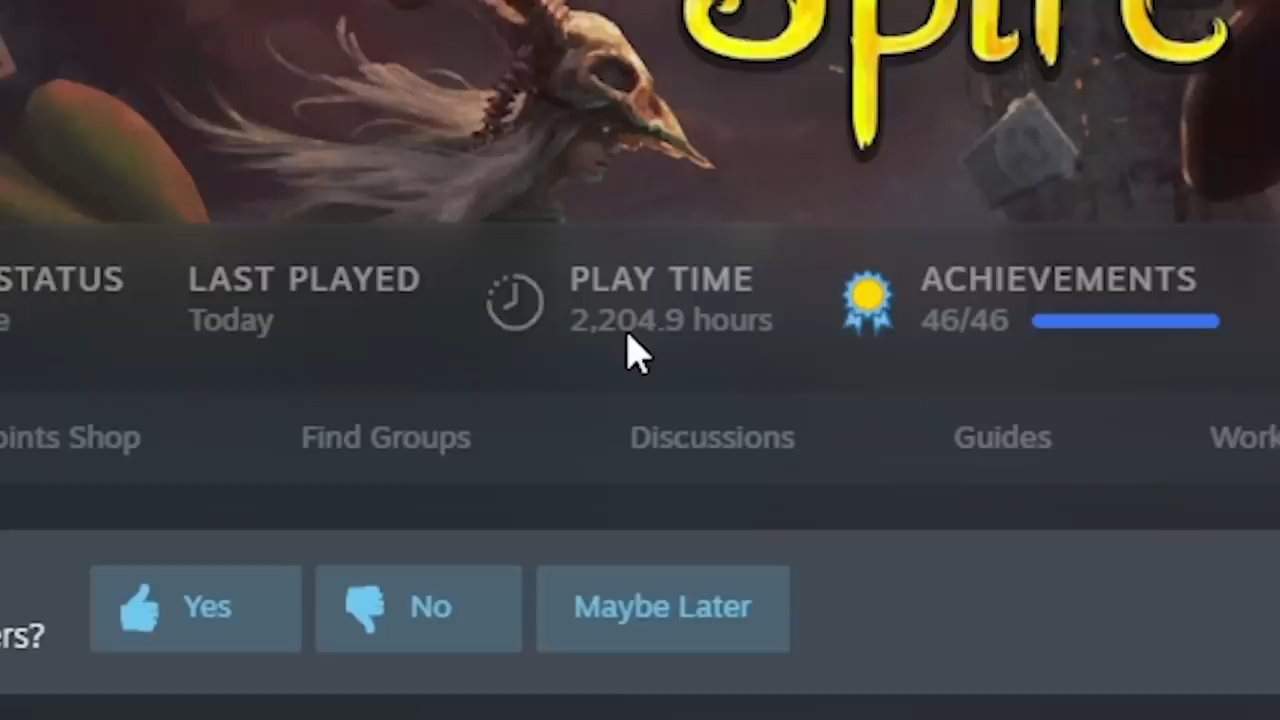 Spire
STATUS
LAST PLAYED
Today
PLAY TIME
2,204.9 hours
ACHIEVEMENTS
46/46
oints Shop
Find Groups
Discussions
Guides
Work
ers?
Yes
No
Maybe Later